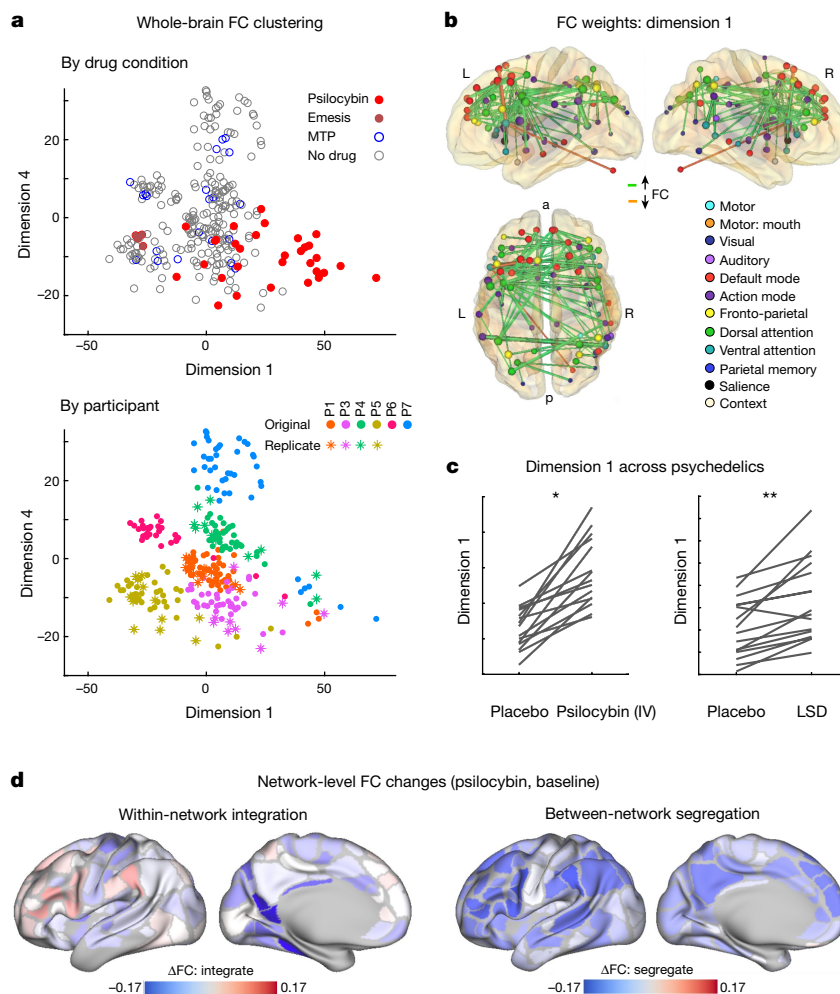 a
Whole-brain FC clustering
By drug condition
Psilocybin
Emesis
MTP
No drug
20
0
−20
Dimension 4
−50
0
50
Dimension 1
By participant
P1
P3
P4
P5
P6
P7
Original
Replicate
20
0
−20
Dimension 4
−50
0
50
Dimension 1
b
FC weights: dimension 1
L
R
FC
a
L
R
p
Motor
Motor: mouth
Visual
Auditory
Default mode
Action mode
Fronto-parietal
Dorsal attention
Ventral attention
Parietal memory
Salience
Context
c
Dimension 1 across psychedelics
*
**
Dimension 1
Dimension 1
Placebo Psilocybin (IV)
Placebo LSD
d
Network-level FC changes (psilocybin, baseline)
Within-network integration
Between-network segregation
ΔFC: integrate
−0.17 0.17
ΔFC: segregate
−0.17 0.17